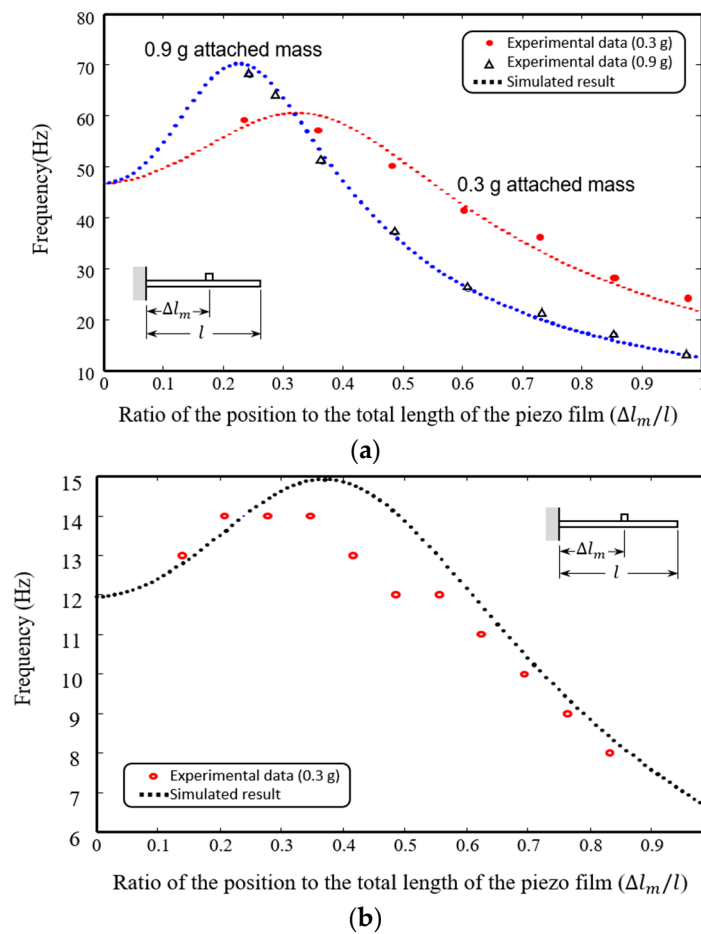 80
70
60
50
40
30
20
10
Frequency(Hz)
0.9 g attached mass
Experimental data (0.3 g)
Experimental data (0.9 g)
Simulated result
0.3 g attached mass
Δlm
l
0 0.1 0.2 0.3 0.4 0.5 0.6 0.7 0.8 0.9 1
Ratio of the position to the total length of the piezo film (Δlm/l)
(a)
15
14
13
12
11
10
9
8
7
6
Frequency (Hz)
Δlm
l
Experimental data (0.3 g)
Simulated result
0 0.1 0.2 0.3 0.4 0.5 0.6 0.7 0.8 0.9
Ratio of the position to the total length of the piezo film (Δlm/l)
(b)